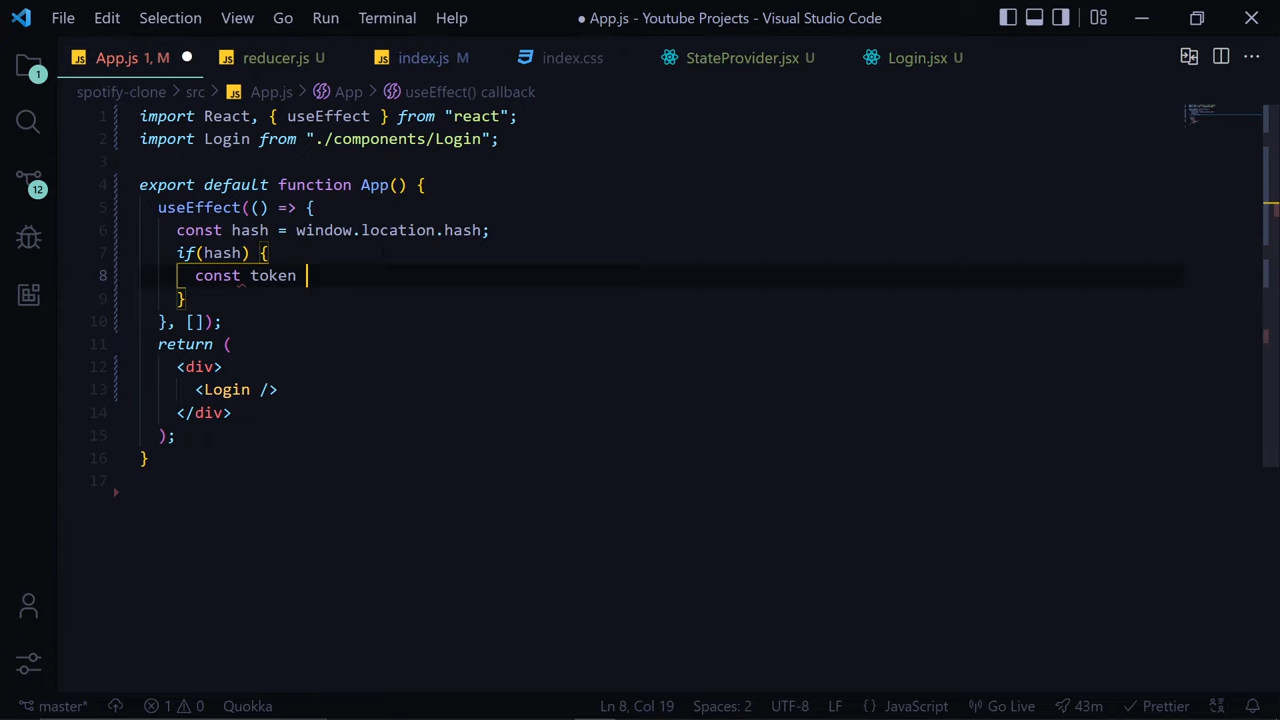 File Edit Selection View Go Run Terminal Help
● App.js - Youtube Projects - Visual Studio Code
JS App.js 1, M ●
JS reducer.js U
JS index.js M
index.css
StateProvider.jsx U
Login.jsx U
spotify-clone > src > JS App.js > App > useEffect() callback
1 import React, { useEffect } from "react";
2 import Login from "./components/Login";
3
4 export default function App() {
5 useEffect(() => {
6 const hash = window.location.hash;
7 if(hash) {
8 const token
9 }
10 }, []);
11 return (
12 <div>
13 <Login />
14 </div>
15 );
16 }
17
1
12
master* 1 0 Quokka
Ln 8, Col 19 Spaces: 2 UTF-8 LF { } JavaScript Go Live 43m Prettier